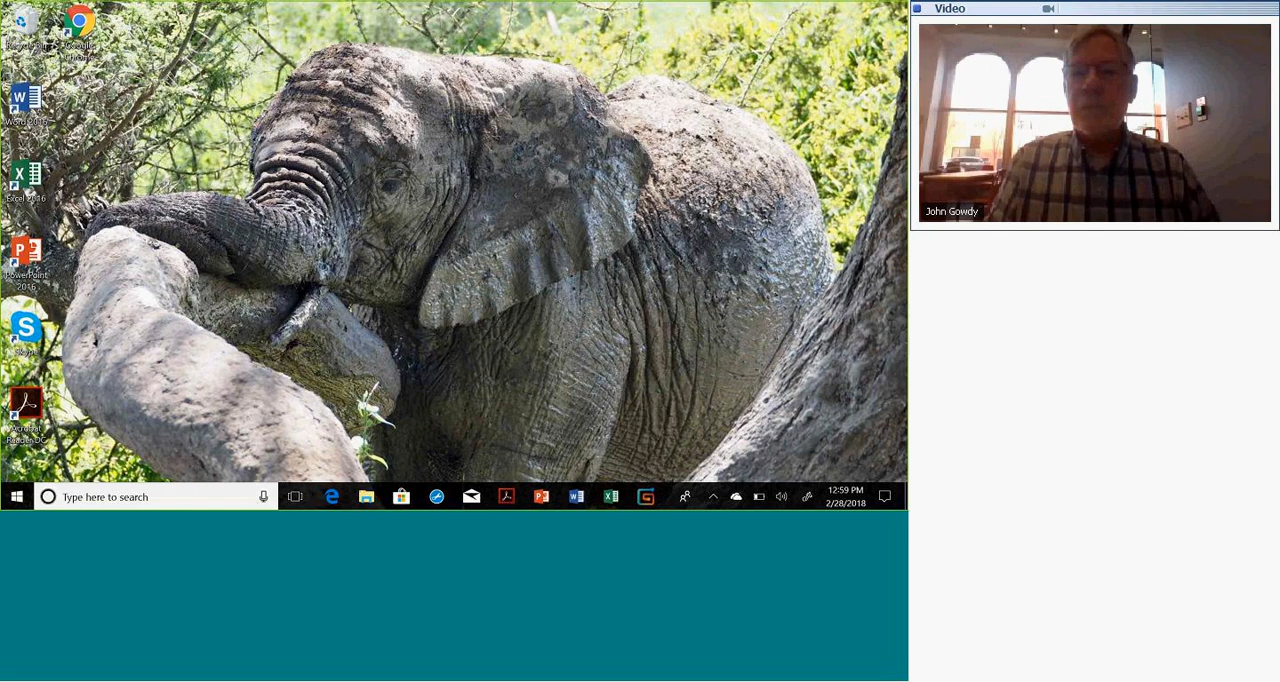 Recycle Bin
Google
Chrome
Word 2016
Excel 2016
PowerPoint
2016
Skype
Acrobat
Reader DC
Type here to search
12:59 PM
2/28/2018
Video
John Gowdy